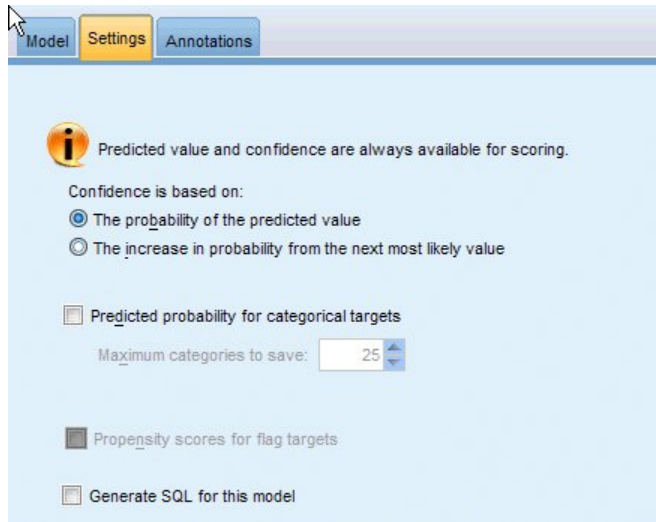 Model Settings Annotations
Predicted value and confidence are always available for scoring.
Confidence is based on:
The probability of the predicted value
The increase in probability from the next most likely value
Predicted probability for categorical targets
Maximum categories to save: 25
Propensity scores for flag targets
Generate SQL for this model